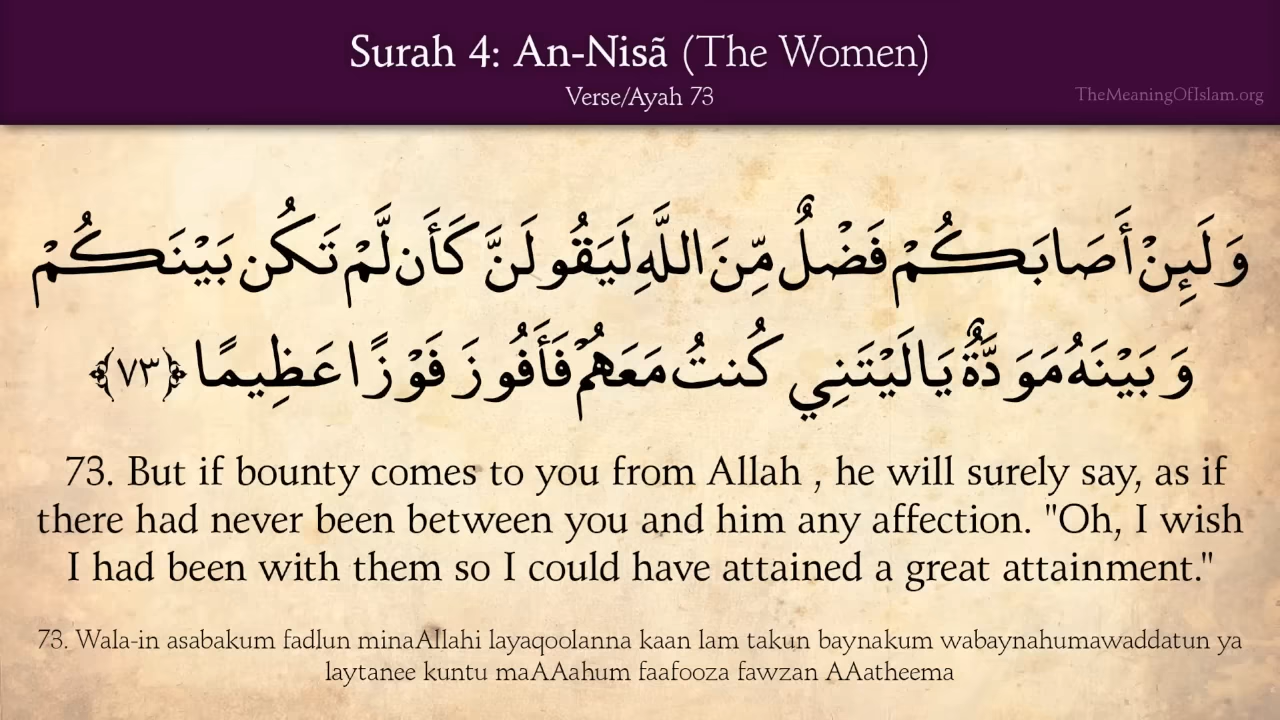 Surah 4: An-Nisã (The Women)
Verse/Ayah 73
TheMeaningOfIslam.org
وَلَئِنْ أَصَابَكُمْ فَضْلٌ مِّنَ اللَّهِ لَيَقُولَنَّ كَأَن لَّمْ تَكُن بَيْنَكُمْ
وَبَيْنَهُ مَوَدَّةٌ يَا لَيْتَنِي كُنتُ مَعَهُمْ فَأَفُوزَ فَوْزًا عَظِيمًا ﴿٧٣﴾
73. But if bounty comes to you from Allah , he will surely say, as if
there had never been between you and him any affection. "Oh, I wish
I had been with them so I could have attained a great attainment."
73. Wala-in asabakum fadlun minaAllahi layaqoolanna kaan lam takun baynakum wabaynahumawaddatun ya
laytanee kuntu maAAahum faafooza fawzan AAatheema